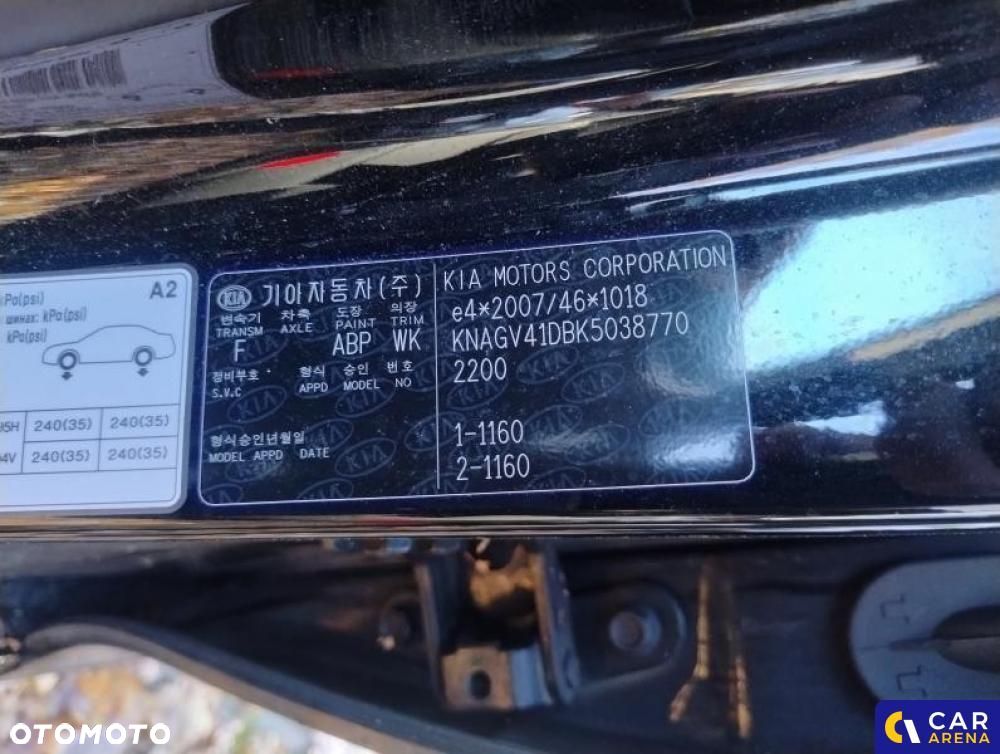 A2
kPa(psi)
шинах: kPa(psi)
kPa(psi)
95H 240(35) 240(35)
94V 240(35) 240(35)
KIA 기아자동차(주)
변속기 차축 도장 의장
TRANSM AXLE PAINT TRIM
F ABP WK
정비부호 형식 승인 번호
S.V.C APPD MODEL NO
형식승인년월일
MODEL APPD DATE
KIA MOTORS CORPORATION
e4*2007/46*1018
KNAGV41DBK5038770
2200
1-1160
2-1160
OTOMOTO
CAR
ARENA